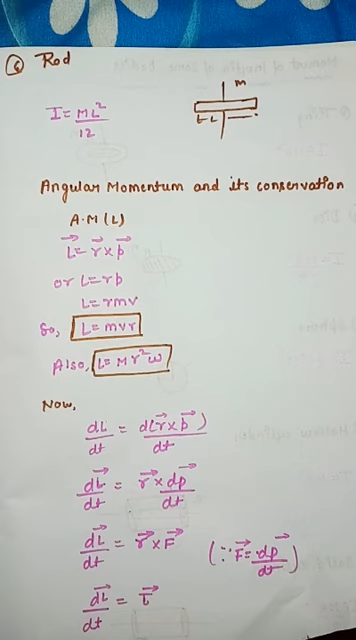 ⑥ Rod
M
I = ML²/12
L
Angular Momentum and its conservation
A.M (L)
L⃗ = r⃗ × p⃗
or L = rp
L = rmv
So, L = mvr
Also, L = Mr²ω
Now,
dL/dt = d(r⃗ × p⃗)/dt
dL⃗/dt = r⃗ × dp⃗/dt
dL⃗/dt = r⃗ × F⃗ (∵ F⃗ = dp⃗/dt)
dL⃗/dt = τ⃗